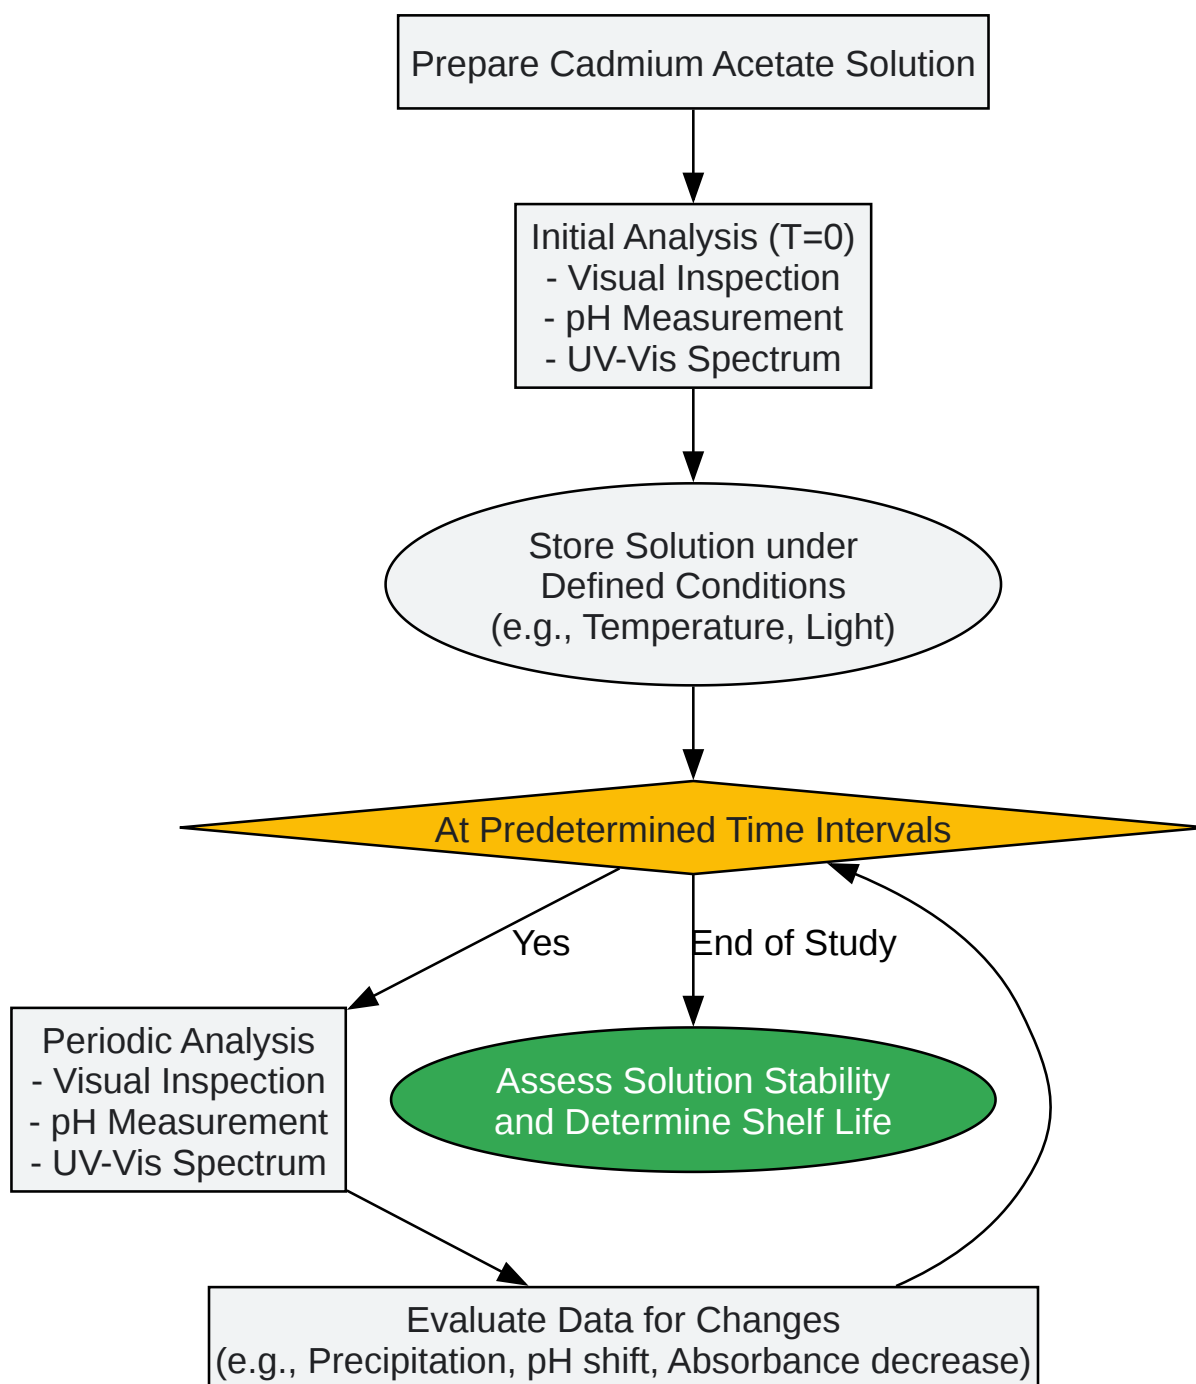 Prepare Cadmium Acetate Solution
Initial Analysis (T=0)
- Visual Inspection
- pH Measurement
- UV-Vis Spectrum
Store Solution under
Defined Conditions
(e.g., Temperature, Light)
At Predetermined Time Intervals
Yes
End of Study
Periodic Analysis
- Visual Inspection
- pH Measurement
- UV-Vis Spectrum
Assess Solution Stability
and Determine Shelf Life
Evaluate Data for Changes
(e.g., Precipitation, pH shift, Absorbance decrease)